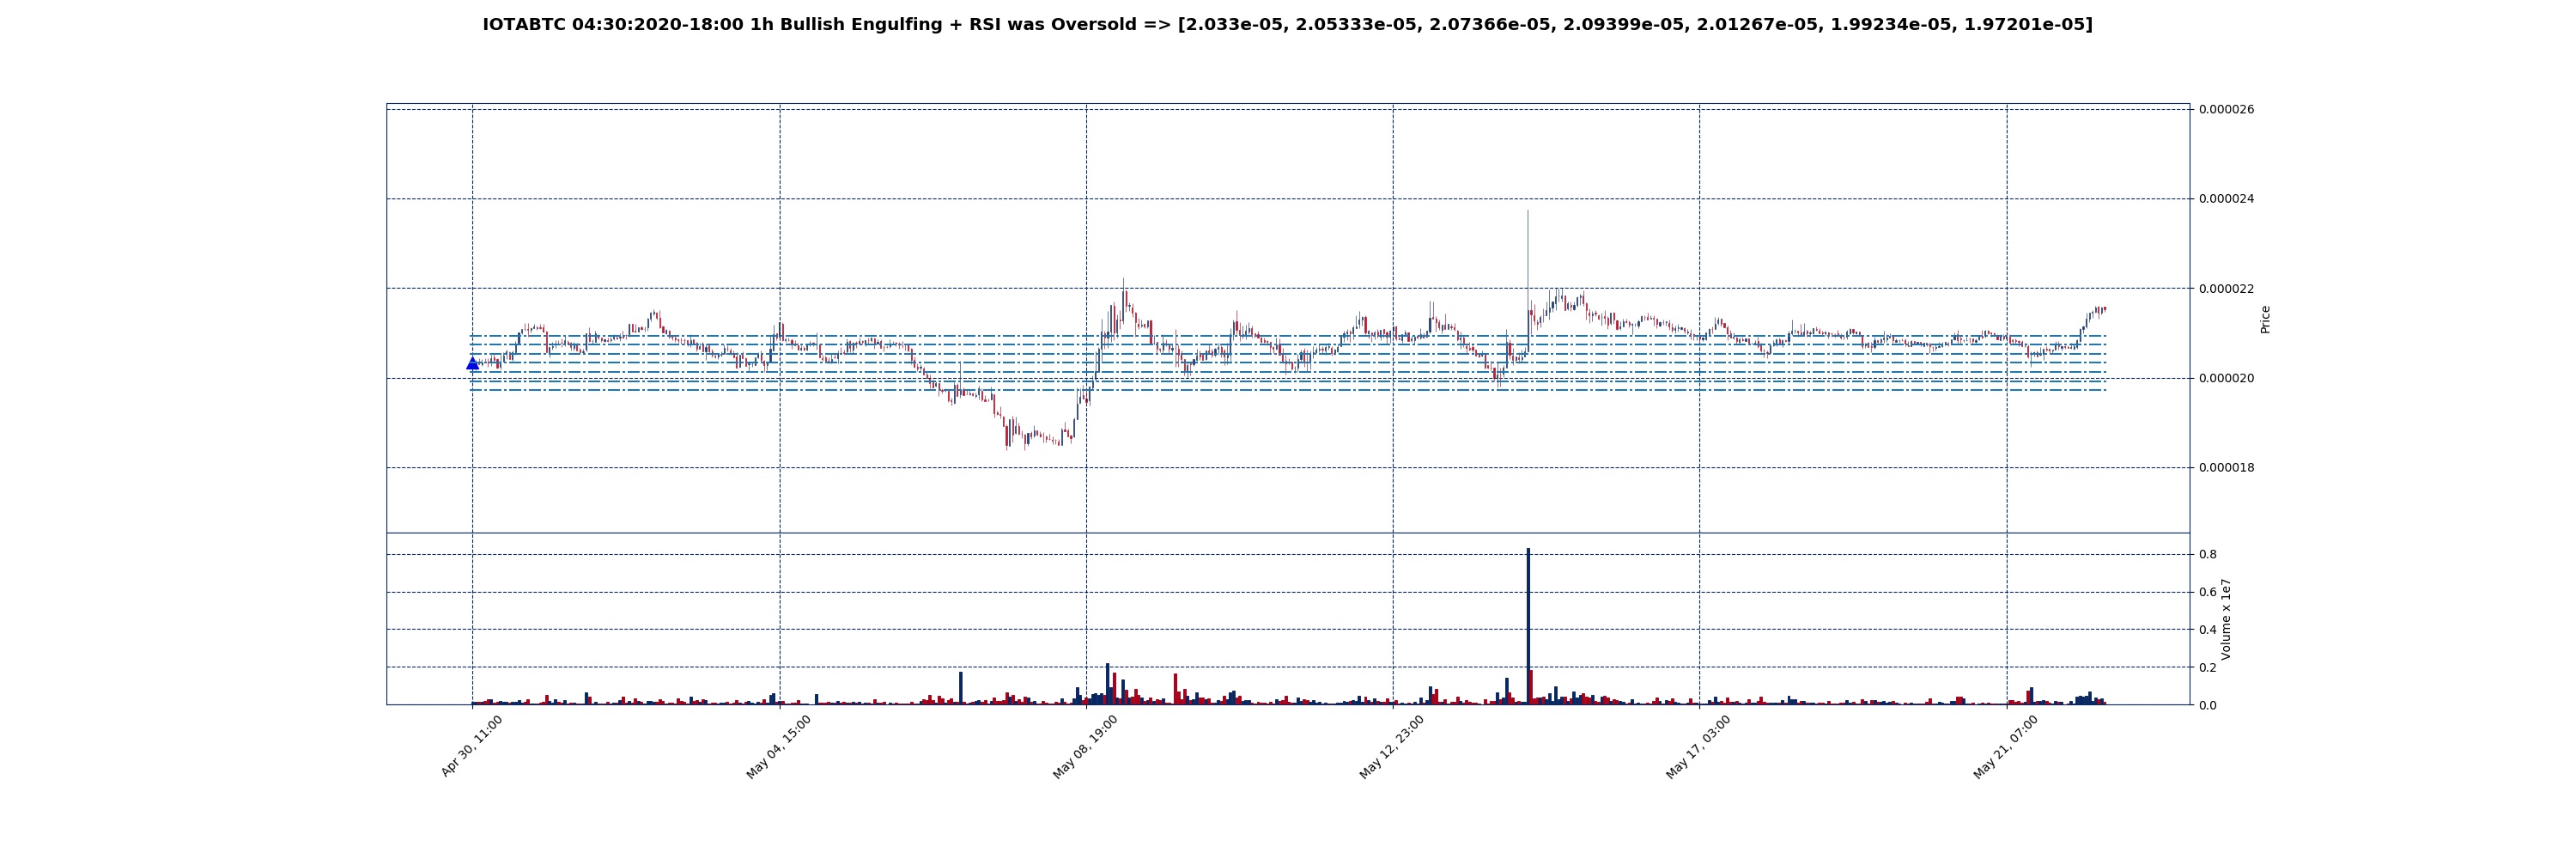 IOTABTC 04:30:2020-18:00 1h Bullish Engulfing + RSI was Oversold => [2.033e-05, 2.05333e-05, 2.07366e-05, 2.09399e-05, 2.01267e-05, 1.99234e-05, 1.97201e-05]
0.000026
0.000024
0.000022
Price
0.000020
0.000018
0.8
0.6
Volume x 1e7
0.4
0.2
0.0
Apr 30, 11:00
May 04, 15:00
May 08, 19:00
May 12, 23:00
May 17, 03:00
May 21, 07:00